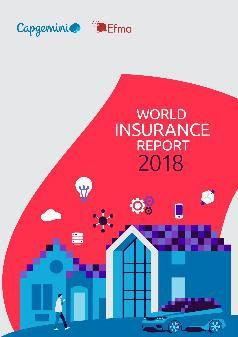 Capgemini
Efma
WORLD
INSURANCE
REPORT
2018